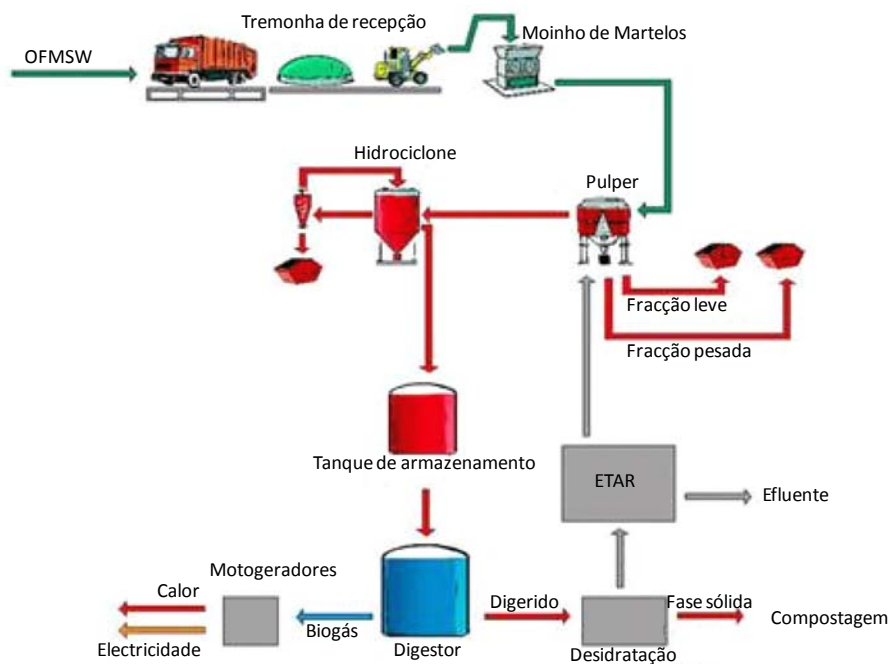 Tremonha de recepção
Moinho de Martelos
OFMSW
Hidrociclone
Pulper
Fracção leve
Fracção pesada
Tanque de armazenamento
ETAR
Efluente
Motogeradores
Calor
Digerido
Fase sólida
Compostagem
Biogás
Electricidade
Digestor
Desidratação